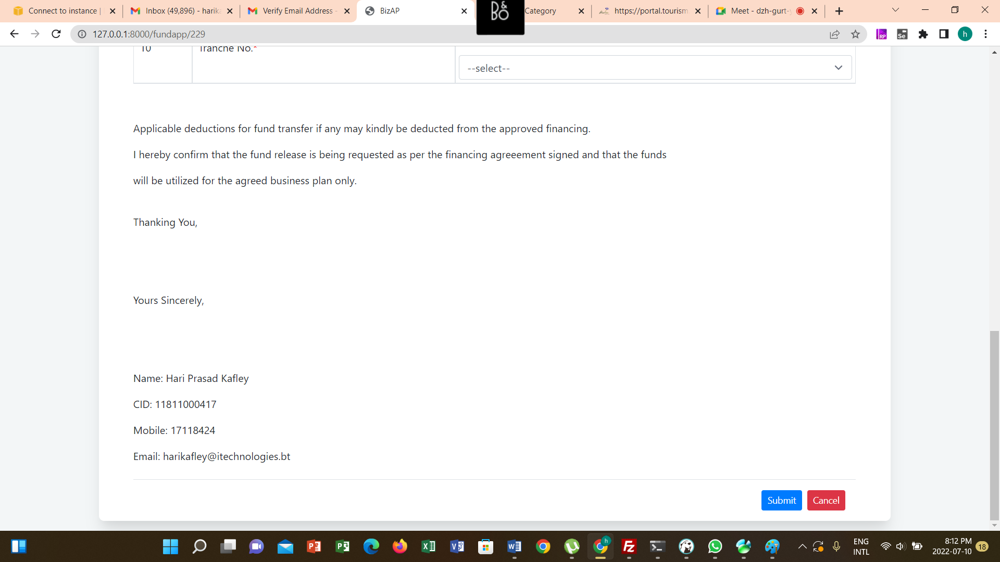 Connect to instance |
Inbox (49,896) - harik
Verify Email Address -
BizAP
B&O
Category
https://portal.tourism
Meet - dzh-gurt-
127.0.0.1:8000/fundapp/229
RP
Se
h
10 Tranche No.*
--select--
Applicable deductions for fund transfer if any may kindly be deducted from the approved financing.
I hereby confirm that the fund release is being requested as per the financing agreeement signed and that the funds
will be utilized for the agreed business plan only.
Thanking You,
Yours Sincerely,
Name: Hari Prasad Kafley
CID: 11811000417
Mobile: 17118424
Email: harikafley@itechnologies.bt
Submit Cancel
ENG
INTL
8:12 PM
2022-07-10
18